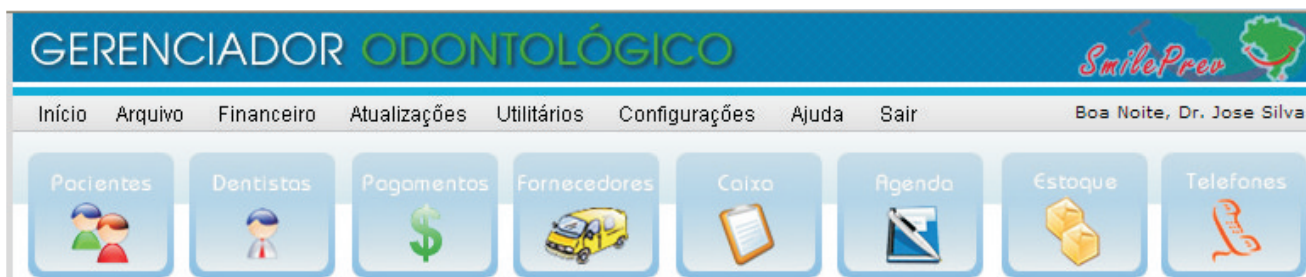 GERENCIADOR ODONTOLÓGICO
SmilePrev
Início Arquivo Financeiro Atualizações Utilitários Configurações Ajuda Sair Boa Noite, Dr. Jose Silva
Pacientes Dentistas Pagamentos Fornecedores Caixa Agenda Estoque Telefones